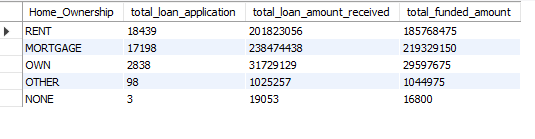 Home_Ownership total_loan_application total_loan_amount_received total_funded_amount
RENT 18439 201823056 185768475
MORTGAGE 17198 238474438 219329150
OWN 2838 31729129 29597675
OTHER 98 1025257 1044975
NONE 3 19053 16800